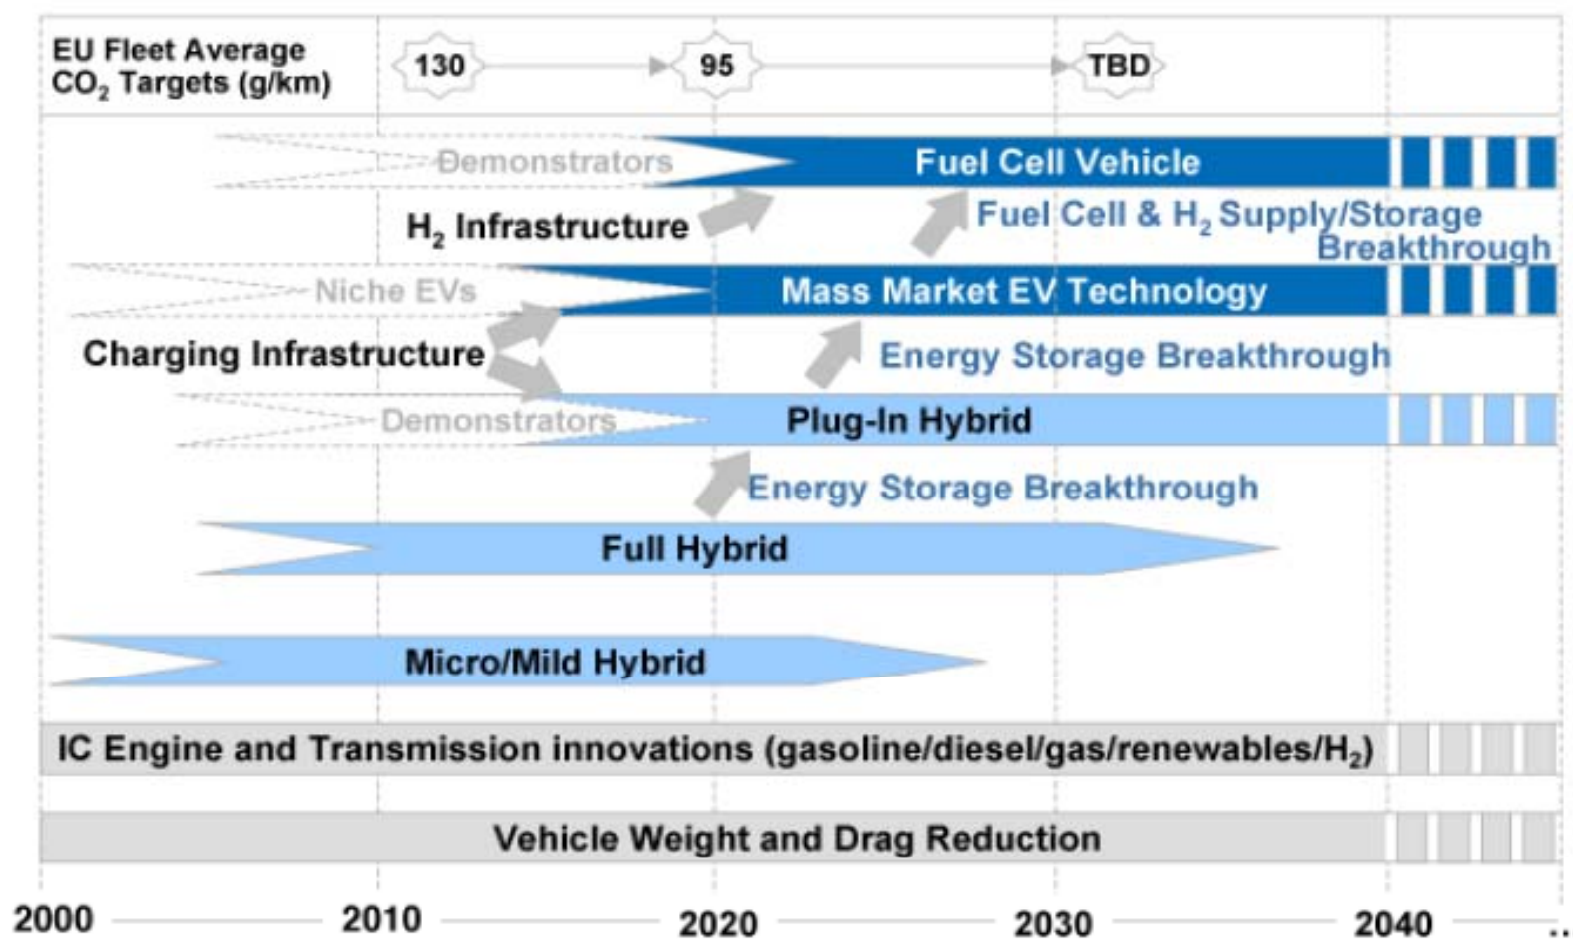 EU Fleet Average
CO₂ Targets (g/km)
130
95
TBD
Demonstrators
Fuel Cell Vehicle
H₂ Infrastructure
Fuel Cell & H₂ Supply/Storage
Breakthrough
Niche EVs
Mass Market EV Technology
Charging Infrastructure
Energy Storage Breakthrough
Demonstrators
Plug-In Hybrid
Energy Storage Breakthrough
Full Hybrid
Micro/Mild Hybrid
IC Engine and Transmission innovations (gasoline/diesel/gas/renewables/H₂)
Vehicle Weight and Drag Reduction
2000
2010
2020
2030
2040
..